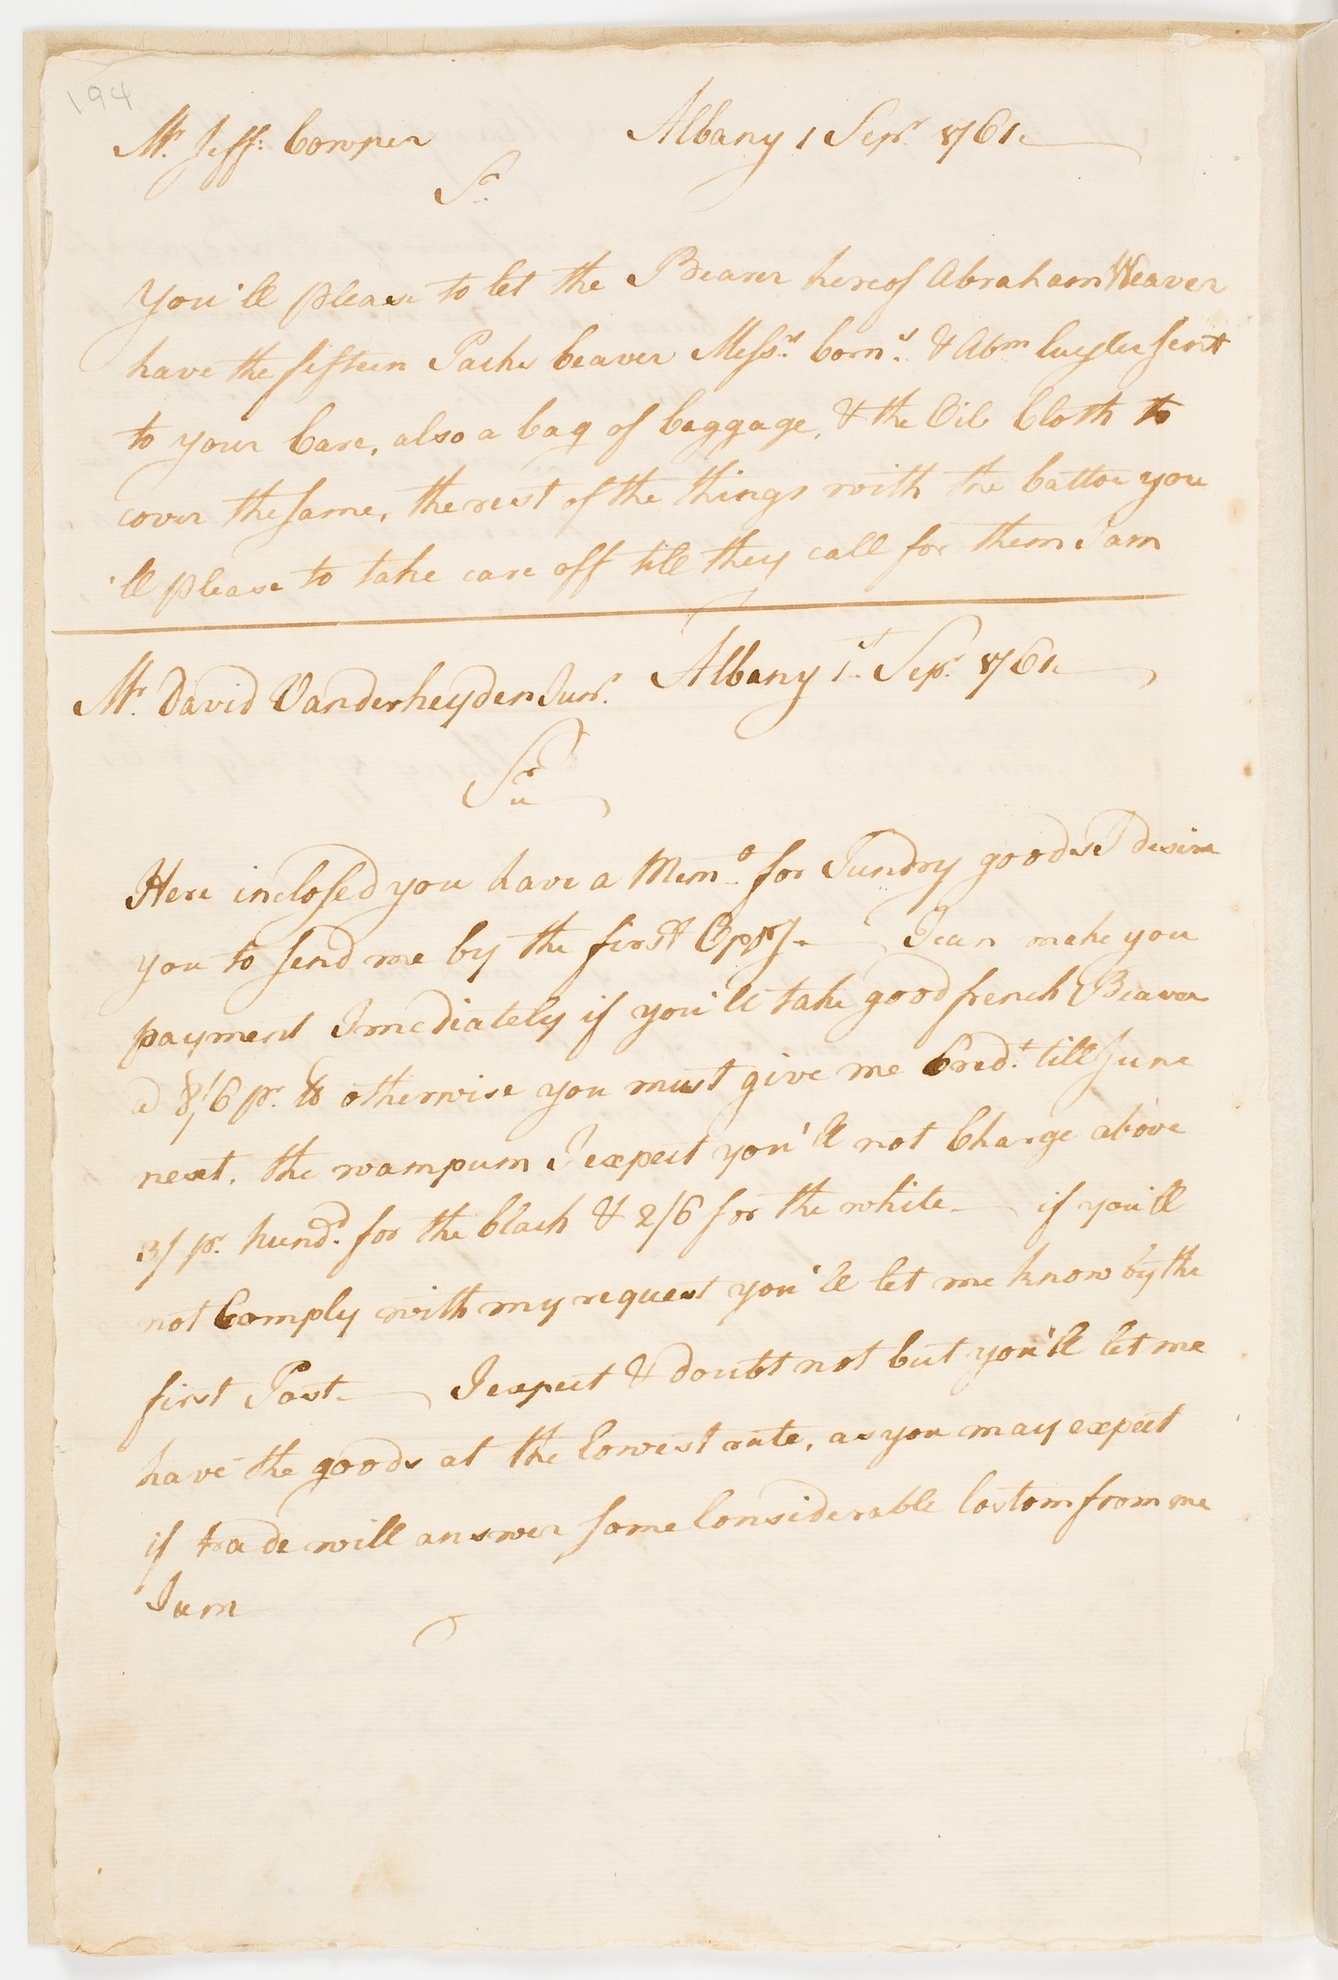 194
Mr. Jeff: Cowper Albany 1 Sepr. 1761.
Sr.
You'll please to let the Bearer hereof Abraham Weaver
have the fifteen Packs beaver Messrs. Corns. & Abm Cuyler sent
to your Care, also a bag of baggage, & the Oil Cloth to
cover the same, the rest of the things with the battoe you
'll please to take care off till they call for them I am
Mr. David Vanderheyden Junr. Albany 1st. Sepr. 1761.
Sr
Here inclosed you have a Memo. for Sundry goods I desire
you to send me by the first Oppty. I can make you
payment Imediately if you'll take good french Beaver
a 8/6 pr. lb otherwise you must give me Credt. till June
next. the wampum I expect you'll not Charge above
3/ pr. hund. for the black & 2/6 for the white. if you'll
not Comply with my request you'll let me know by the
first Post. I expect & doubt not but you'll let me
have the goods at the lowest rate, as you may expect
if trade will answer some Considerable Costom from me
I am